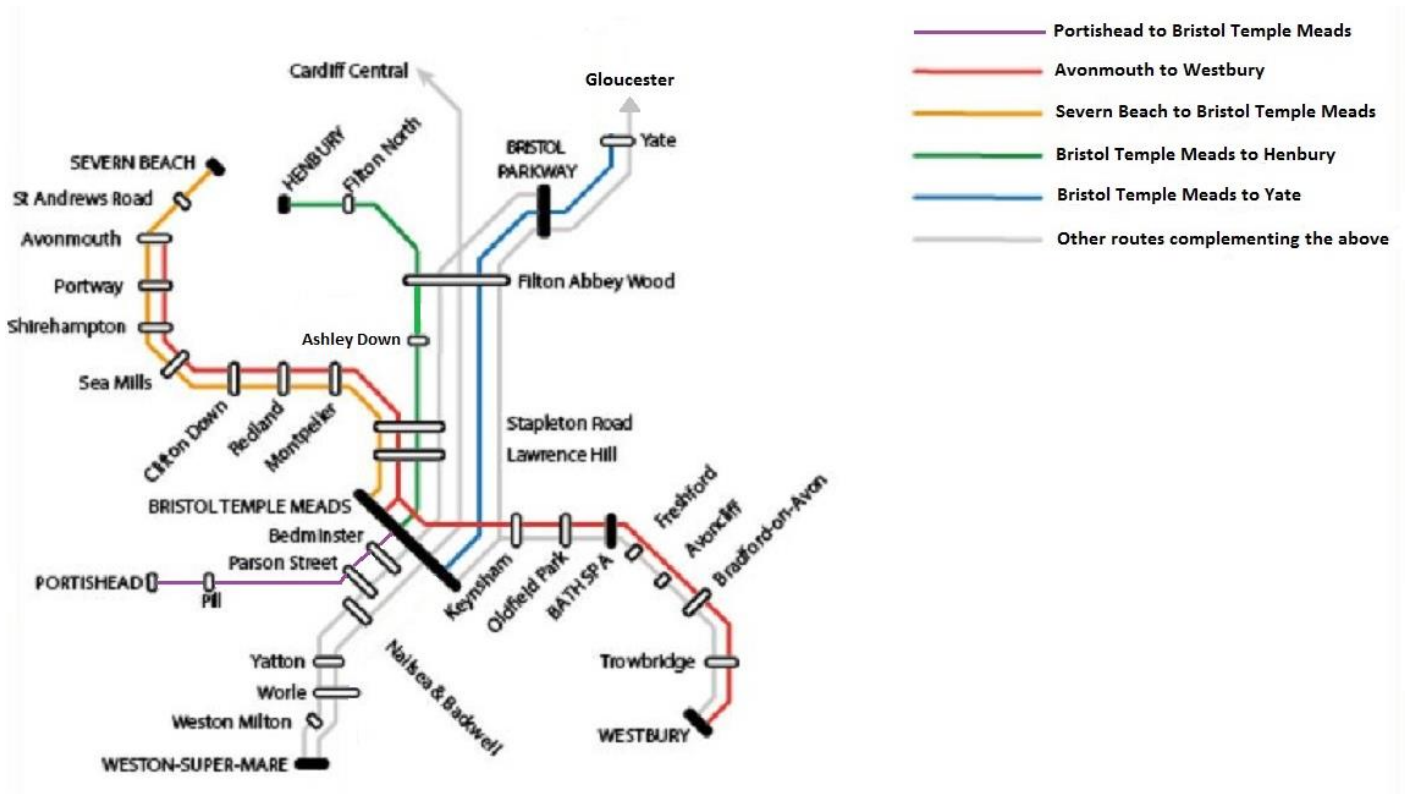 Portishead to Bristol Temple Meads
Avonmouth to Westbury
Severn Beach to Bristol Temple Meads
Bristol Temple Meads to Henbury
Bristol Temple Meads to Yate
Other routes complementing the above
Cardiff Central
Gloucester
HENBURY
Filton North
BRISTOL
PARKWAY
Yate
SEVERN BEACH
St Andrews Road
Avonmouth
Portway
Shirehampton
Sea Mills
Filton Abbey Wood
Ashley Down
Clifton Down
Redland
Montpelier
Stapleton Road
Lawrence Hill
BRISTOL TEMPLE MEADS
Bedminster
Parson Street
PORTISHEAD
Pill
Keynsham
Oldfield Park
BATH SPA
Freshford
Avoncliff
Bradford-on-Avon
Nailsea & Backwell
Yatton
Worle
Weston Milton
WESTON-SUPER-MARE
Trowbridge
WESTBURY